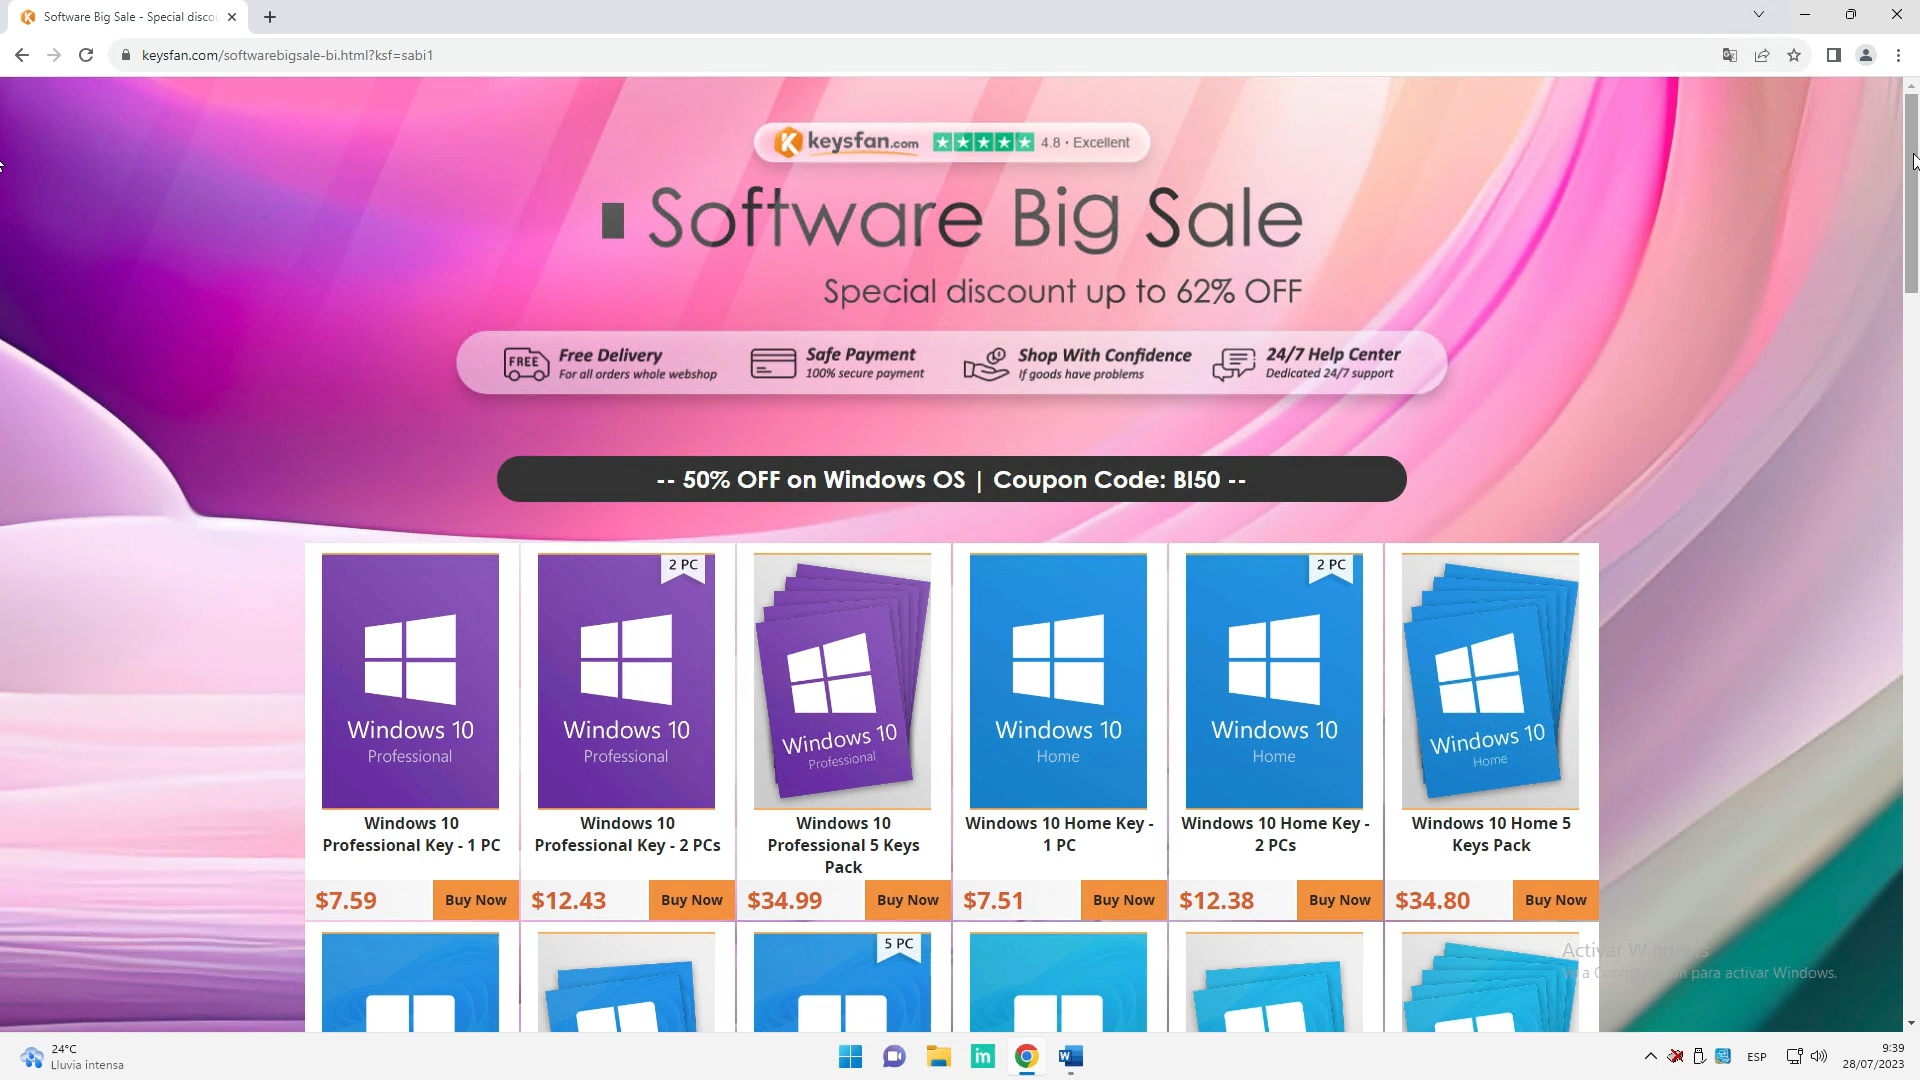 Software Big Sale - Special disco
keysfan.com/softwarebigsale-bi.html?ksf=sabi1
keysfan.com 4.8 · Excellent
Software Big Sale
Special discount up to 62% OFF
FREE Free Delivery
For all orders whole webshop
Safe Payment
100% secure payment
Shop With Confidence
If goods have problems
24/7 Help Center
Dedicated 24/7 support
-- 50% OFF on Windows OS | Coupon Code: BI50 --
2 PC
2 PC
Windows 10
Professional
Windows 10
Professional
Windows 10
Professional
Windows 10
Home
Windows 10
Home
Windows 10
Home
Windows 10
Professional Key - 1 PC
Windows 10
Professional Key - 2 PCs
Windows 10
Professional 5 Keys
Pack
Windows 10 Home Key -
1 PC
Windows 10 Home Key -
2 PCs
Windows 10 Home 5
Keys Pack
$7.59 Buy Now
$12.43 Buy Now
$34.99 Buy Now
$7.51 Buy Now
$12.38 Buy Now
$34.80 Buy Now
5 PC
Activar Windows
para activar Windows.
24°C
Lluvia intensa
ESP
9:39
28/07/2023